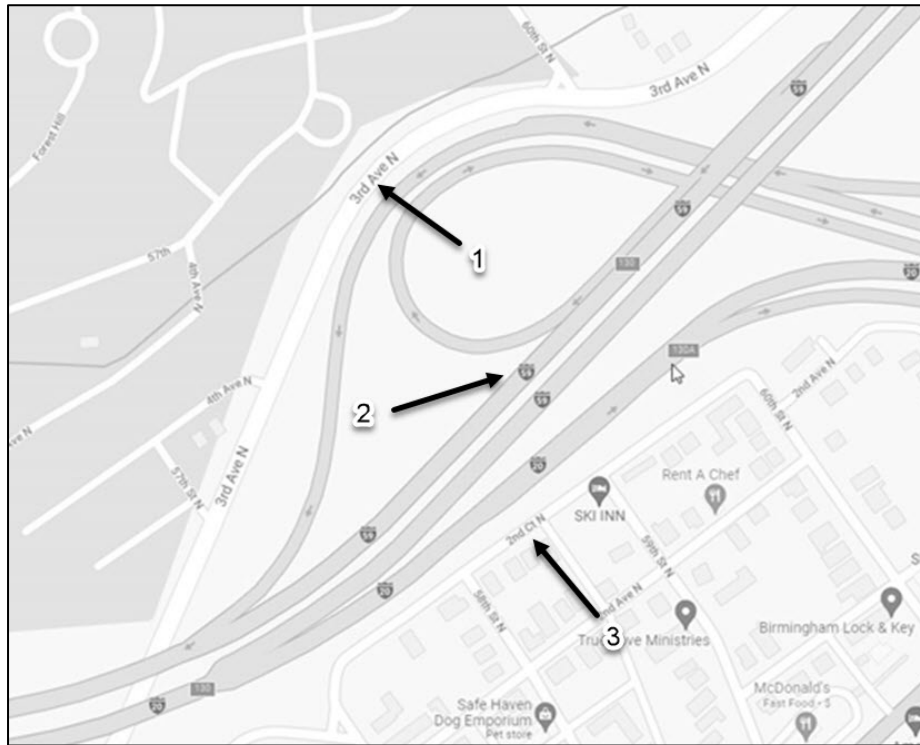 60th St N
3rd Ave N
59
Forest Hill
3rd Ave N
1
59
57th
4th Ave N
130
20
59
130A
2
59
4th Ave N
2nd Ave N
60th St N
Ave N
57th St N
3rd Ave N
20
Rent A Chef
SKI INN
2nd Ct N
59
59th St N
20
58th St N
3
Ave N
Ministries
Birmingham Lock & Key
130
20
McDonald's
Fast Food · $
Safe Haven
Dog Emporium
Pet store